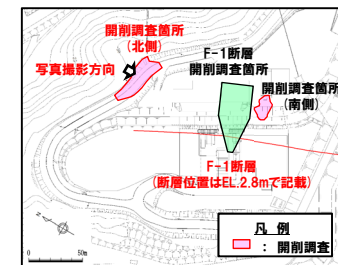 開削調査箇所
(北側)
写真撮影方向
F-1断層
開削調査箇所
開削調査箇所
(南側)
F-1断層
(断層位置はEL.2.8mで記載)
凡 例
: 開削調査
0 50m